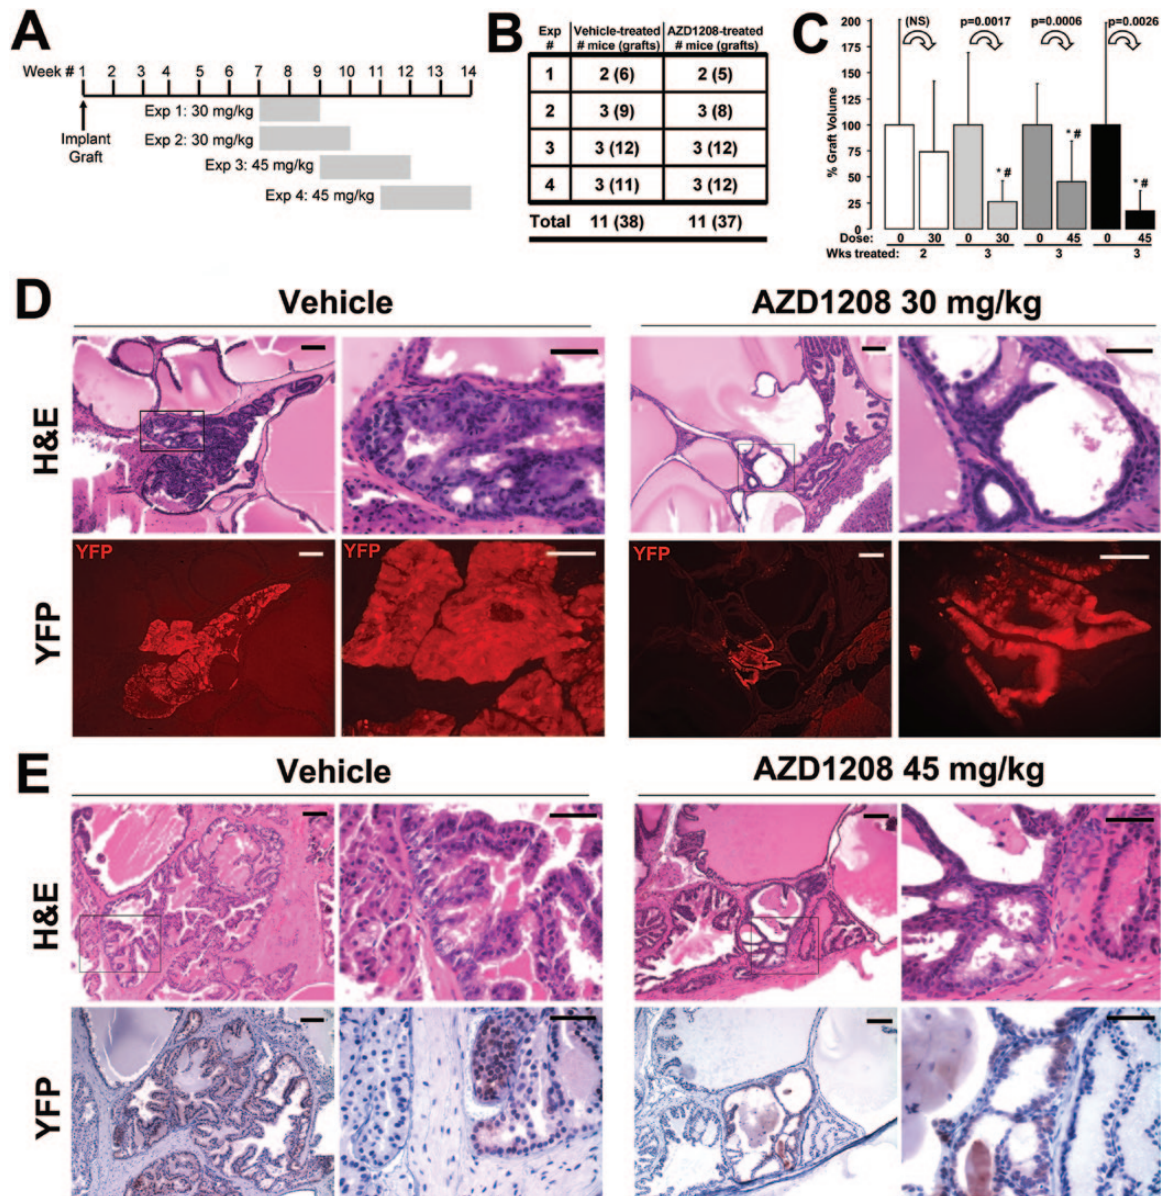 A
Week # 1 2 3 4 5 6 7 8 9 10 11 12 13 14
Implant
Graft
Exp 1: 30 mg/kg
Exp 2: 30 mg/kg
Exp 3: 45 mg/kg
Exp 4: 45 mg/kg
B
Exp # Vehicle-treated # mice (grafts) AZD1208-treated # mice (grafts)
1 2 (6) 2 (5)
2 3 (9) 3 (8)
3 3 (12) 3 (12)
4 3 (11) 3 (12)
Total 11 (38) 11 (37)
C
% Graft Volume
200
175
150
125
100
75
50
25
0
(NS) p=0.0017 p=0.0006 p=0.0026
*# *# *#
Dose: 0 30 0 30 0 45 0 45
Wks treated: 2 3 3 3
D
Vehicle AZD1208 30 mg/kg
H&E
YFP
YFP YFP YFP YFP
E
Vehicle AZD1208 45 mg/kg
H&E
YFP